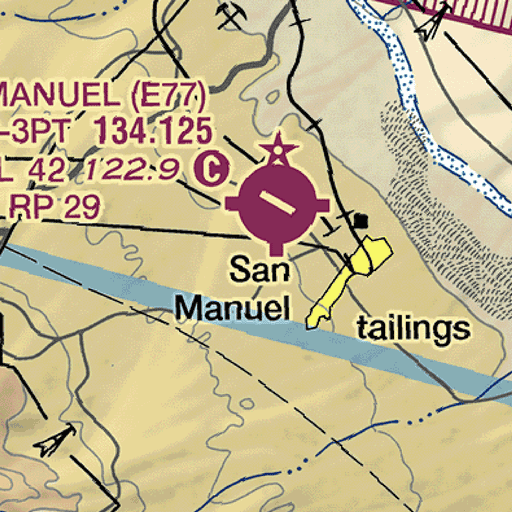 MANUEL (E77)
-3PT 134.125
L 42 122.9 C
RP 29
San
Manuel
tailings